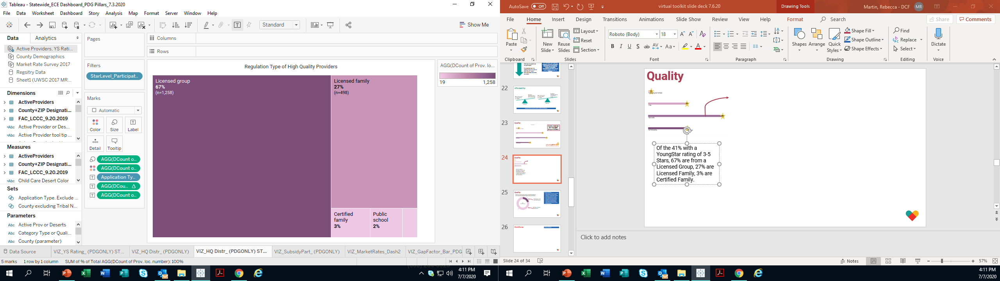 Tableau - Statewide_ECE Dashboard_PDG Pillars_7.3.2020
File Data Worksheet Dashboard Story Analysis Map Format Server Window Help
Standard
Show Me
Data Analytics
Active Providers, YS Rati...
County Demographics
Market Rate Survey 2017
Regsitry Data
Sheet1 (UWSC 2017 MR...
Dimensions
ActiveProviders
County+ZIP Designati...
FAC_LCCC_9.20.2019
=Abc Active Provider or Des...
=Abc Active Provider tool tip ...
Measures
ActiveProviders
County+ZIP Designati...
FAC_LCCC_9.20.2019
=Abc Child Care Desert Color
Sets
Application Type. Exclude ...
County excluding Tribal N...
Parameters
Abc Active Prov or Deserts
Abc Category Type or Quali...
Abc County (parameter)
Pages
Filters
StarLevel_Participat..
Marks
Automatic
Color Size Label
Detail Tooltip
AGG(DCount o..
AGG(DCount o..
Application Ty..
AGG(DCou.. Δ
AGG(DCount o..
Columns
Rows
Regulation Type of High Quality Providers
Licensed group
67%
(n=1,258)
Licensed family
27%
(n=498)
Certified
family
3%
Public
school
2%
AGG(DCount of Prov. lo...
19 1,258
Data Source VIZ_YS Rating_ (PDGONLY) ST... VIZ_HQ Distr_ (PDGONLY) VIZ_HQ Distr_ (PDGONLY) ST... VIZ_SubsidyPart_ (PDGONLY) VIZ_MarketRates_Dash2 VIZ_GapFactor_Bar_PDG
5 marks 1 row by 1 column SUM of % of Total AGG(DCount of Prov. loc. number): 100%
4:11 PM
7/7/2020
AutoSave Off
virtual toolkit slide deck 7.6.20
Drawing Tools
Martin, Rebecca - DCF MR
File Home Insert Design Transitions Animations Slide Show Review View Help Format Search Share Comments
Paste
Clipboard
New
Slide
Reuse
Slides
Layout
Reset
Section
Slides
Roboto (Body) 18
B I U S ab AV Aa A
Font
Paragraph
Shapes Arrange Quick
Styles
Shape Fill
Shape Outline
Shape Effects
Drawing
Find
Replace
Select
Editing
Dictate
Voice
22
Affordability
23
Quality
24
Quality
25
Quality
26
Workforce
Quality
Of the 41% with a
YoungStar rating of 3-5
Stars, 67% are from a
Licensed Group, 27% are
Licensed Family, 3% are
Certified Family.
Click to add notes
Slide 24 of 34
Notes
57%
4:11 PM
7/7/2020